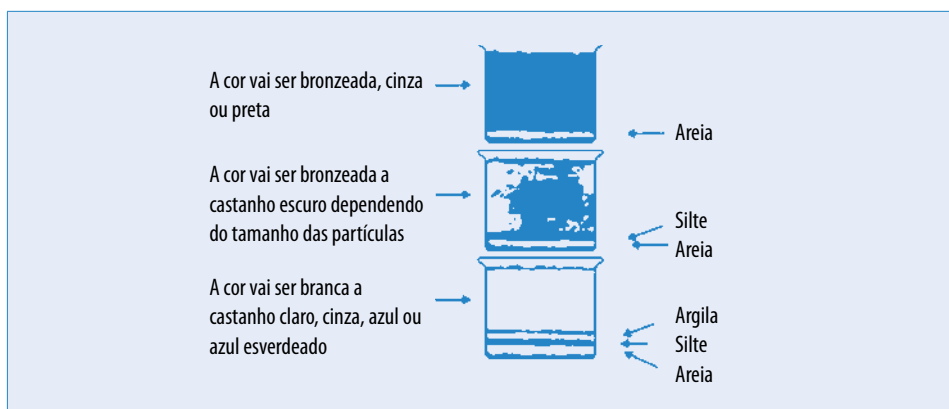 A cor vai ser bronzeada, cinza
ou preta
Areia
A cor vai ser bronzeada a
castanho escuro dependendo
do tamanho das partículas
Silte
Areia
A cor vai ser branca a
castanho claro, cinza, azul ou
azul esverdeado
Argila
Silte
Areia